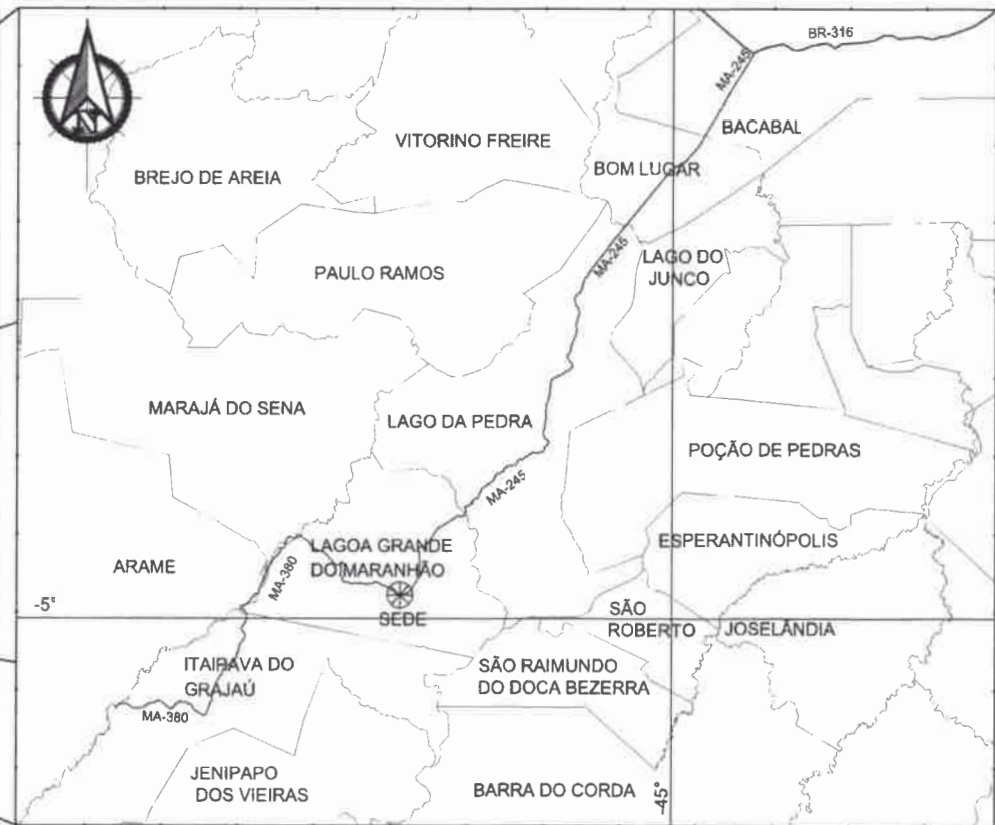 BR-316
MA-245
BACABAL
VITORINO FREIRE
BOM LUGAR
BREJO DE AREIA
N
MA-245
LAGO DO
JUNCO
PAULO RAMOS
MARAJÁ DO SENA
LAGO DA PEDRA
POÇÃO DE PEDRAS
MA-245
LAGOA GRANDE
DO MARANHÃO
ESPERANTINÓPOLIS
ARAME
MA-380
-5°
SEDE
SÃO
ROBERTO
JOSELÂNDIA
ITAIPAVA DO
GRAJAÚ
SÃO RAIMUNDO
DO DOCA BEZERRA
MA-380
JENIPAPO
DOS VIEIRAS
BARRA DO CORDA
-45°